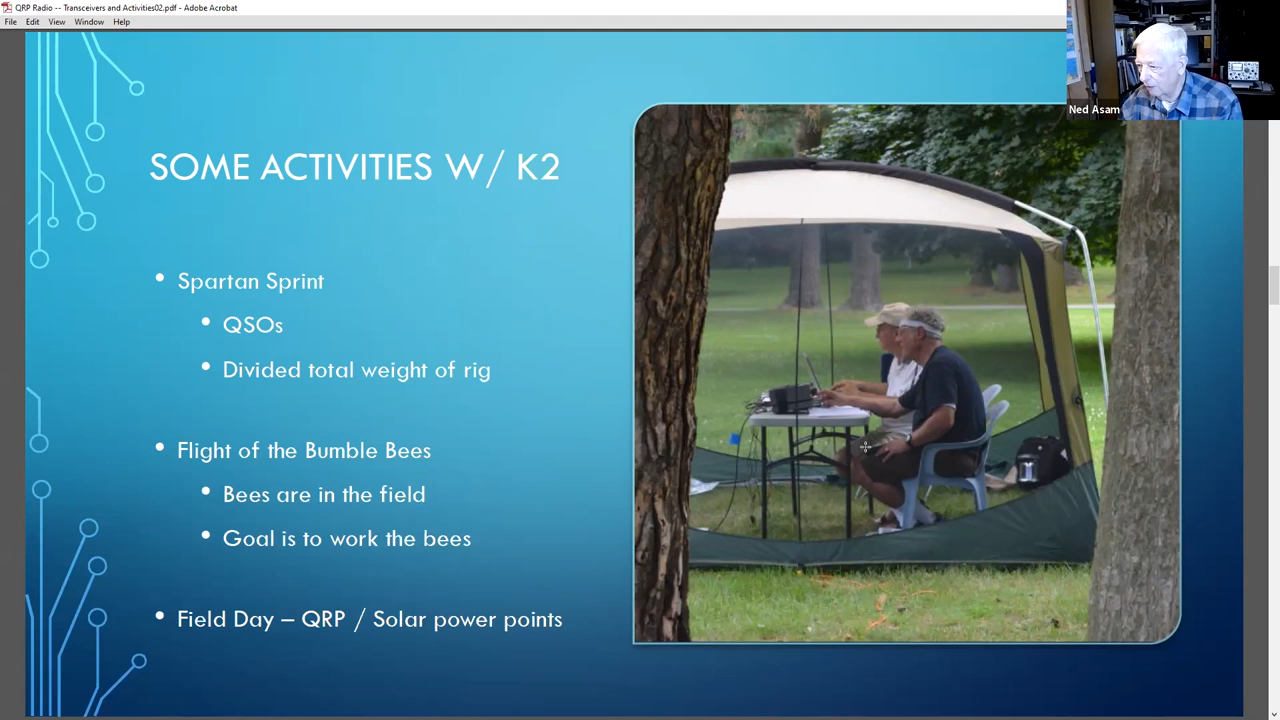 QRP Radio -- Transceivers and Activities02.pdf - Adobe Acrobat
File Edit View Window Help
Ned Asam
SOME ACTIVITIES W/ K2
• Spartan Sprint
• QSOs
• Divided total weight of rig
• Flight of the Bumble Bees
• Bees are in the field
• Goal is to work the bees
• Field Day – QRP / Solar power points